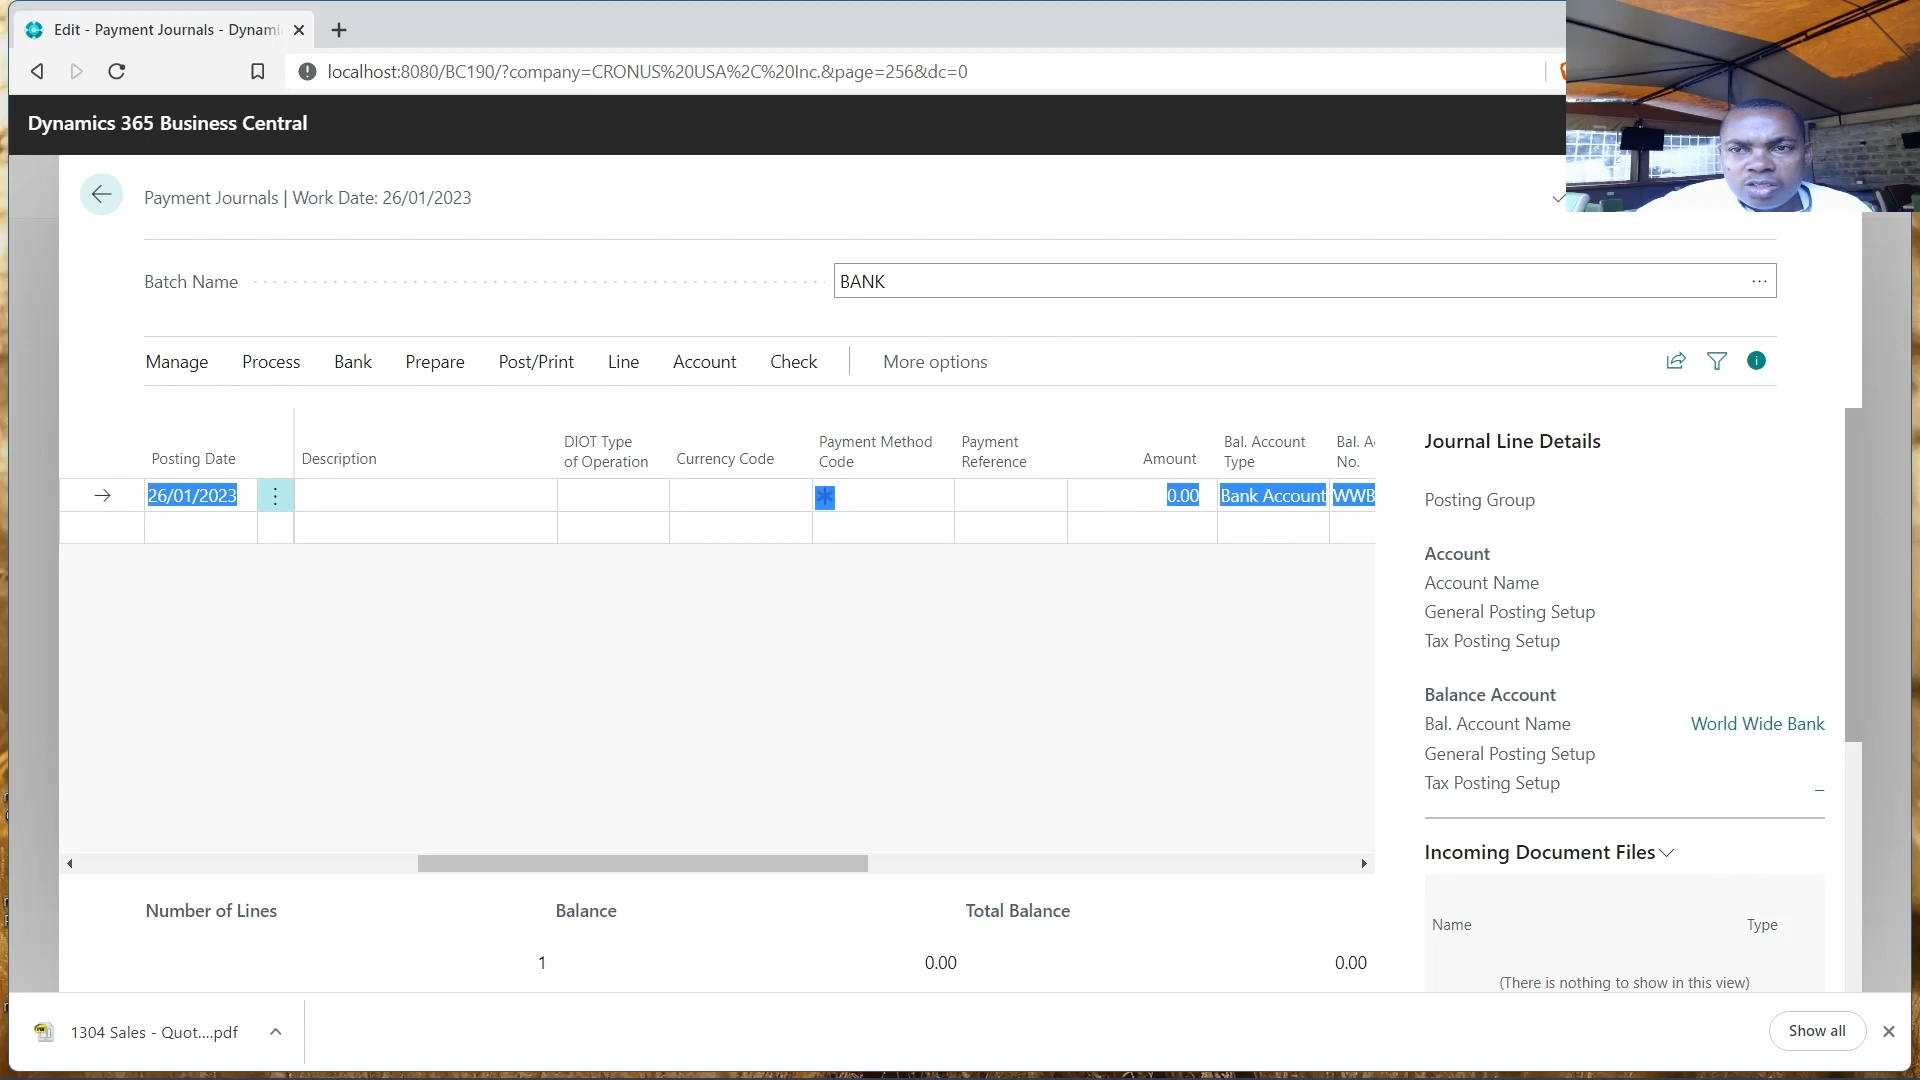 Edit - Payment Journals - Dynami
localhost:8080/BC190/?company=CRONUS%20USA%2C%20Inc.&page=256&dc=0
Dynamics 365 Business Central
Payment Journals | Work Date: 26/01/2023
Batch Name
BANK
Manage Process Bank Prepare Post/Print Line Account Check More options
Posting Date Description DIOT Type of Operation Currency Code Payment Method Code Payment Reference Amount Bal. Account Type Bal. A No.
26/01/2023 * 0.00 Bank Account WWB
Journal Line Details
Posting Group
Account
Account Name
General Posting Setup
Tax Posting Setup
Balance Account
Bal. Account Name World Wide Bank
General Posting Setup
Tax Posting Setup _
Incoming Document Files
Name Type
(There is nothing to show in this view)
Number of Lines Balance Total Balance
1 0.00 0.00
1304 Sales - Quot....pdf
Show all